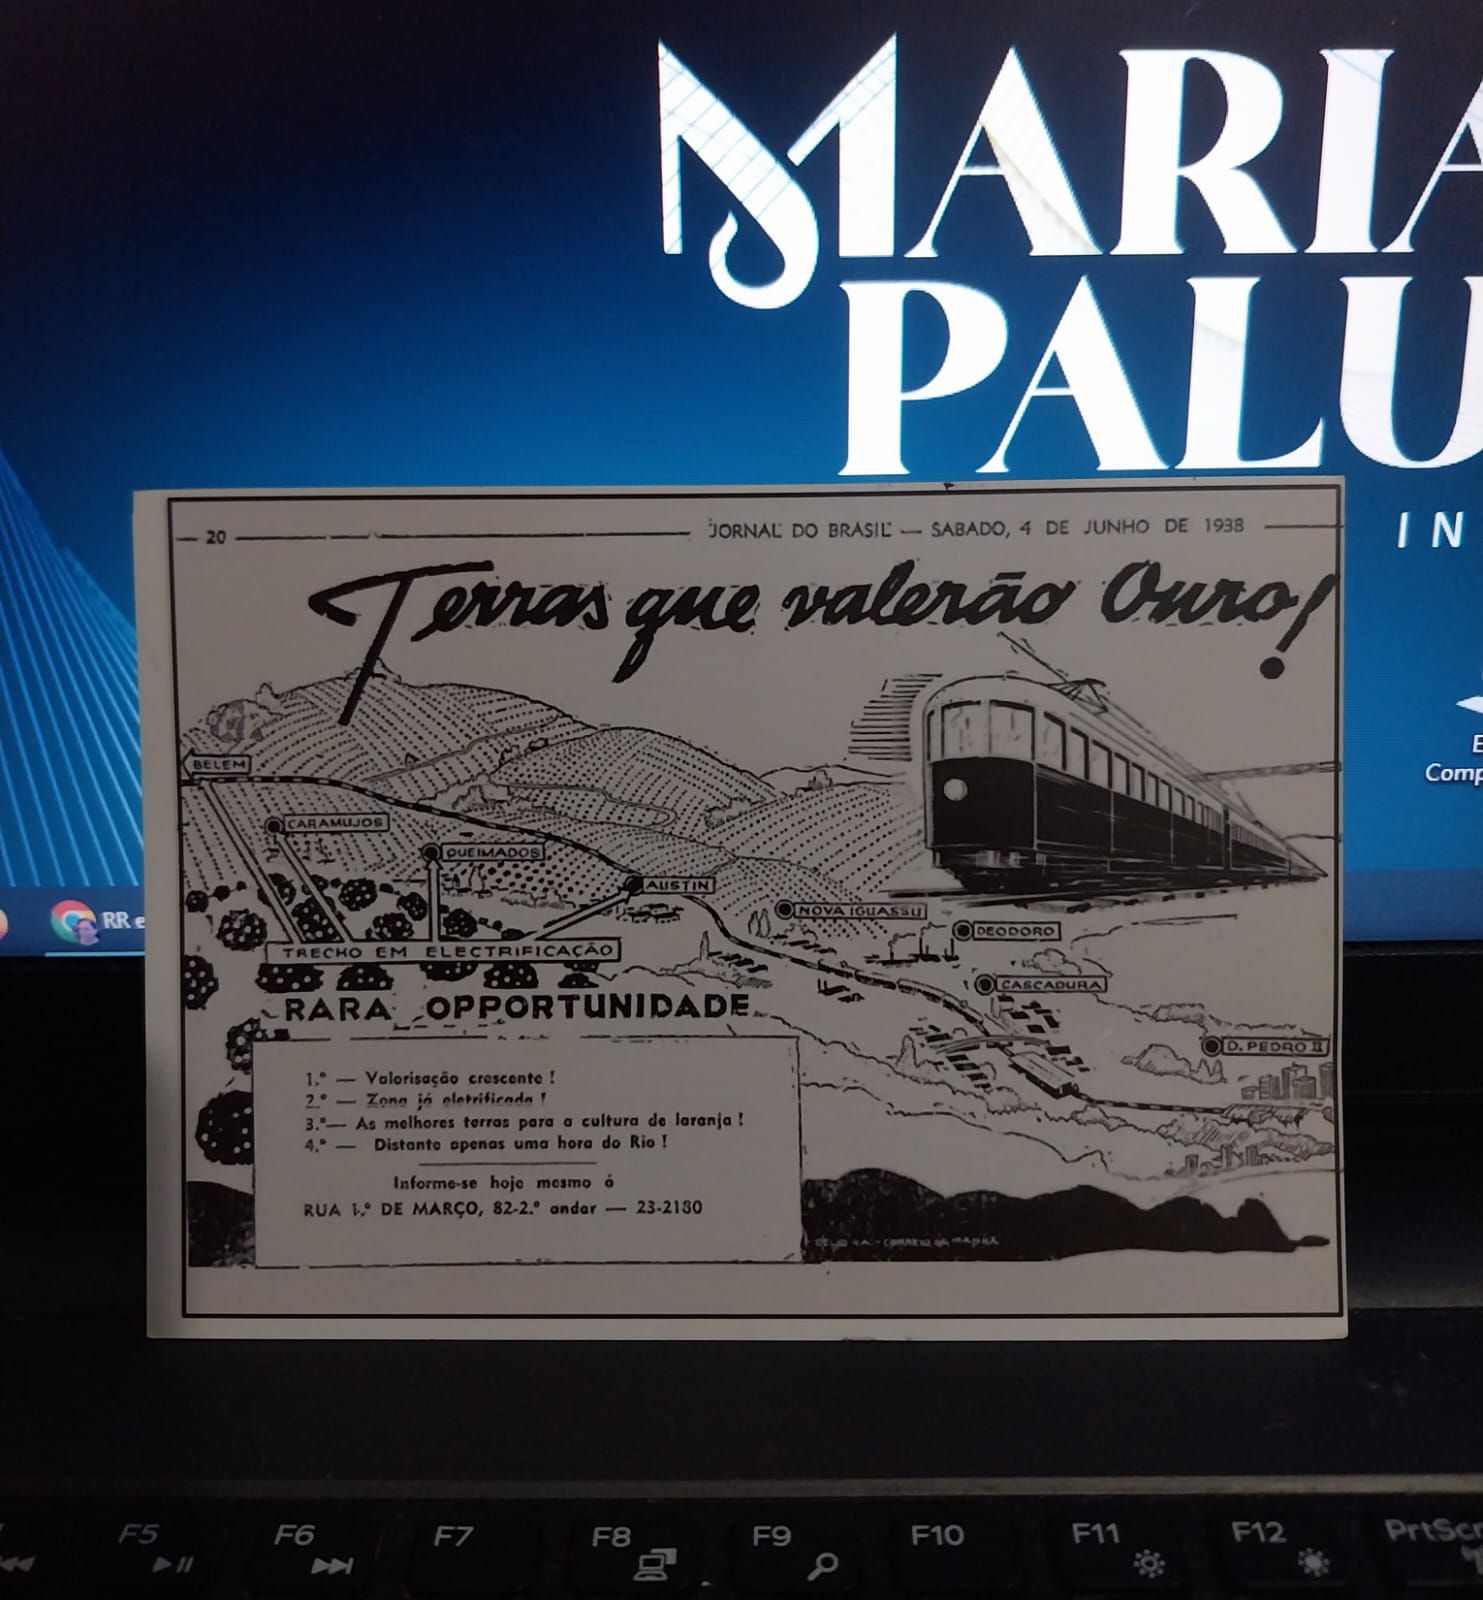 MARIA
PALU
IN
20
"JORNAL DO BRASIL" — SABADO, 4 DE JUNHO DE 1938
Terras que valerão Ouro!
BELEM
CARAMUJOS
QUEIMADOS
AUSTIN
NOVA IGUASSU
DEODORO
CASCADURA
D. PEDRO II
TRECHO EM ELECTRIFICAÇÃO
RARA OPPORTUNIDADE
1.º — Valorisação crescente !
2.º — Zona já eletrificada !
3.º — As melhores terras para a cultura de laranja !
4.º — Distante apenas uma hora do Rio !
Informe-se hoje mesmo á
RUA 1.º DE MARÇO, 82-2.º andar — 23-2180
RR e
Comp
F5
F6
F7
F8
F9
F10
F11
F12
PrtScr